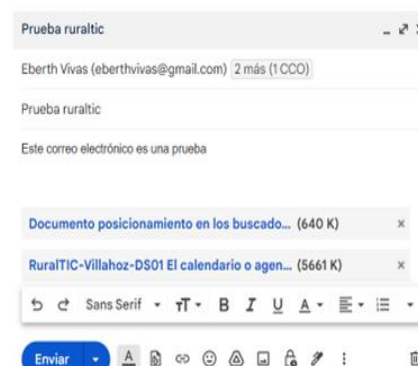 Prueba ruraltic
Eberth Vivas (eberthvivas@gmail.com) 2 más (1 CCO)
Prueba ruraltic
Este correo electrónico es una prueba
Documento posicionamiento en los buscado... (640 K)
RuralTIC-Villahoz-DS01 El calendario o agen... (5661 K)
Sans Serif
Enviar